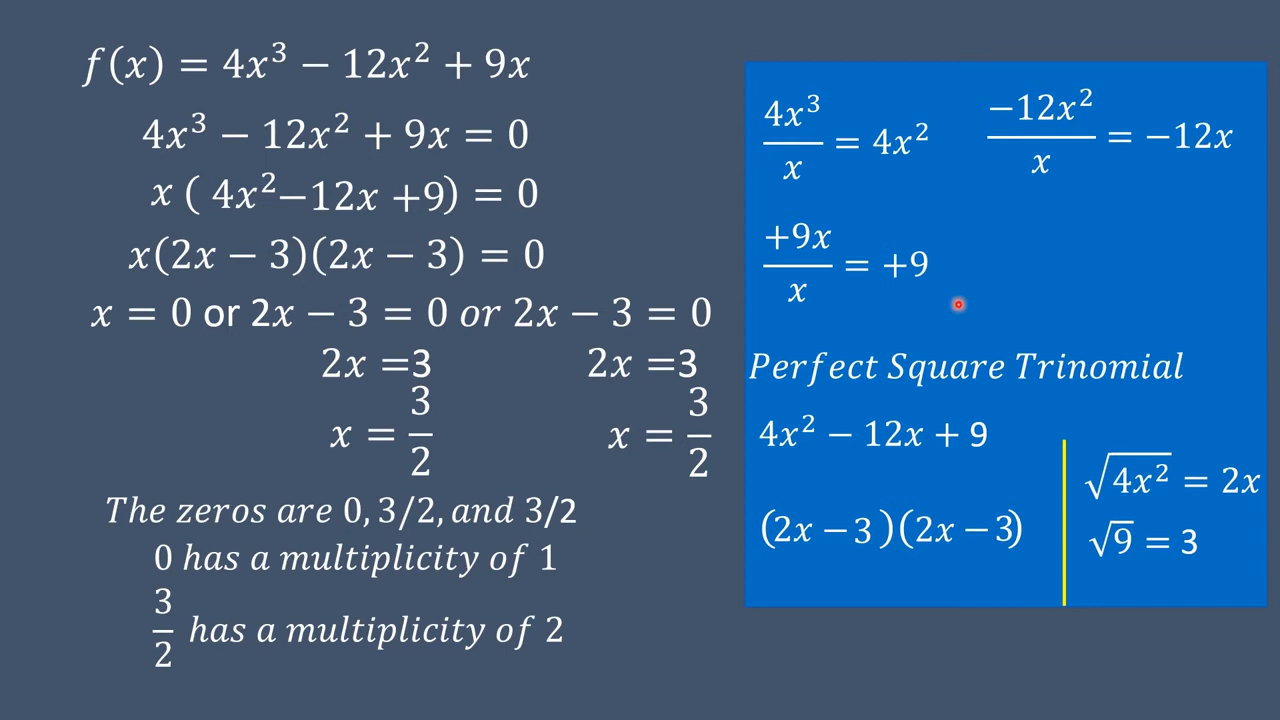 f(x) = 4x³ − 12x² + 9x
4x³ − 12x² + 9x = 0
x ( 4x²−12x +9) = 0
x(2x − 3)(2x − 3) = 0
x = 0 or 2x − 3 = 0 or 2x − 3 = 0
2x =3 2x =3
x = 3/2 x = 3/2
The zeros are 0, 3/2, and 3/2
0 has a multiplicity of 1
3/2 has a multiplicity of 2
4x³/x = 4x² −12x²/x = −12x
+9x/x = +9
Perfect Square Trinomial
4x² − 12x + 9
(2x − 3)(2x − 3)
√4x² = 2x
√9 = 3